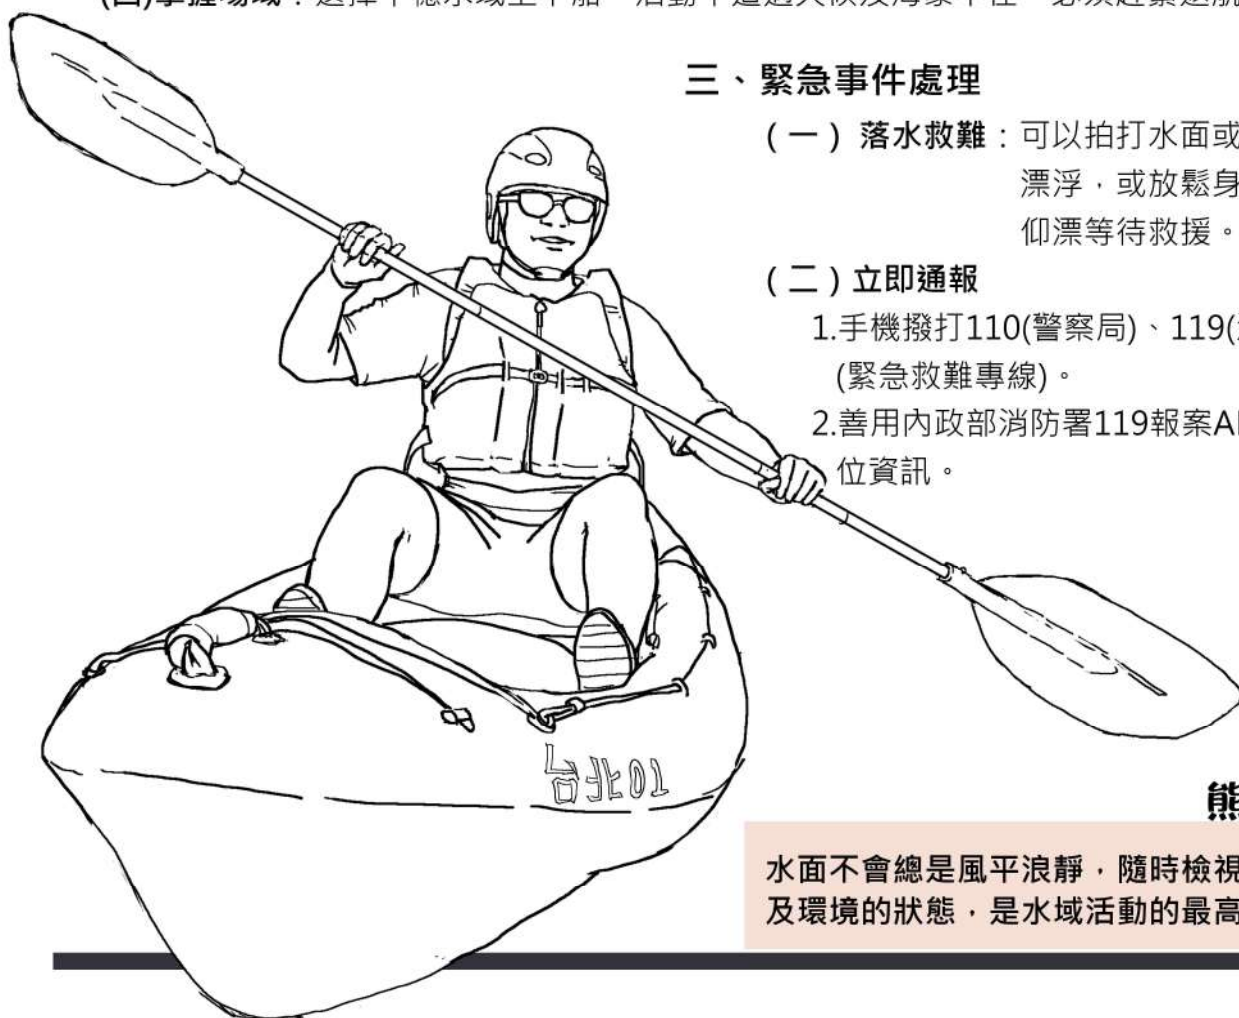 三、緊急事件處理
(一) 落水救難：可以拍打水面或
漂浮，或放鬆身
仰漂等待救援。
(二)立即通報
1.手機撥打110(警察局)、119(
(緊急救難專線)。
2.善用內政部消防署119報案A
位資訊。
台北01
熊
水面不會總是風平浪靜，隨時檢視
及環境的狀態，是水域活動的最高